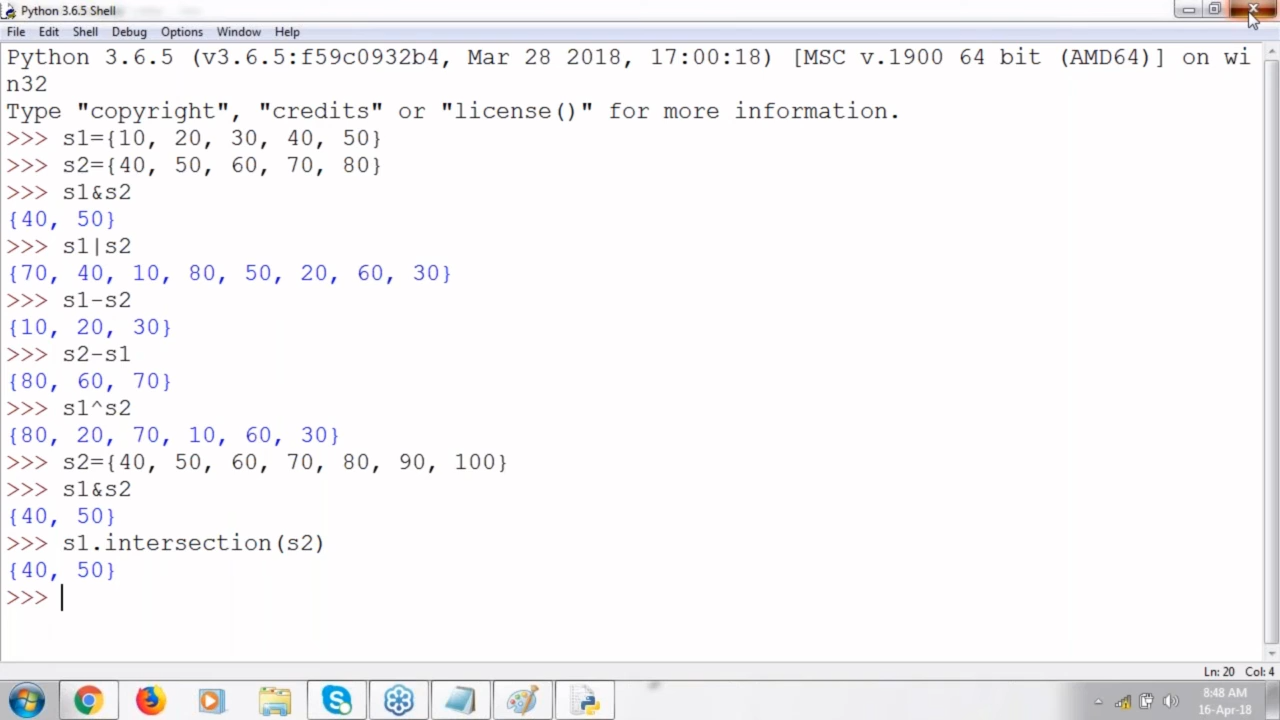 Python 3.6.5 Shell
File Edit Shell Debug Options Window Help
Python 3.6.5 (v3.6.5:f59c0932b4, Mar 28 2018, 17:00:18) [MSC v.1900 64 bit (AMD64)] on wi
n32
Type "copyright", "credits" or "license()" for more information.
>>> s1={10, 20, 30, 40, 50}
>>> s2={40, 50, 60, 70, 80}
>>> s1&s2
{40, 50}
>>> s1|s2
{70, 40, 10, 80, 50, 20, 60, 30}
>>> s1-s2
{10, 20, 30}
>>> s2-s1
{80, 60, 70}
>>> s1^s2
{80, 20, 70, 10, 60, 30}
>>> s2={40, 50, 60, 70, 80, 90, 100}
>>> s1&s2
{40, 50}
>>> s1.intersection(s2)
{40, 50}
>>>
Ln: 20 Col: 4
8:48 AM
16-Apr-18